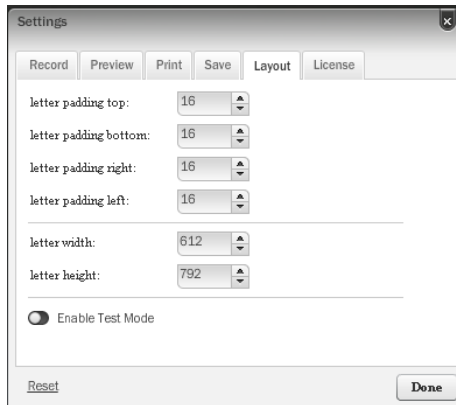 Settings
Record Preview Print Save Layout License
letter padding top: 16
letter padding bottom: 16
letter padding right: 16
letter padding left: 16
letter width: 612
letter height: 792
Enable Test Mode
Reset Done